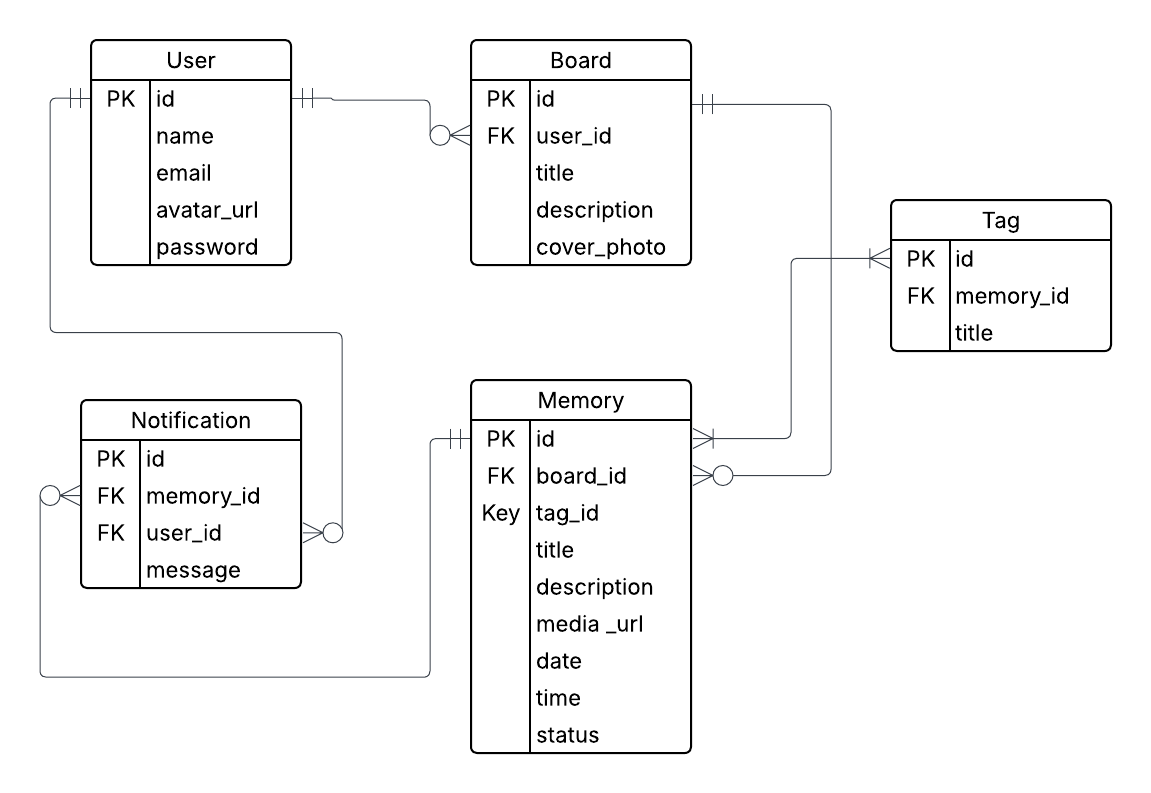 User
PK id
name
email
avatar_url
password
Board
PK id
FK user_id
title
description
cover_photo
Tag
PK id
FK memory_id
title
Notification
PK id
FK memory_id
FK user_id
message
Memory
PK id
FK board_id
Key tag_id
title
description
media _url
date
time
status